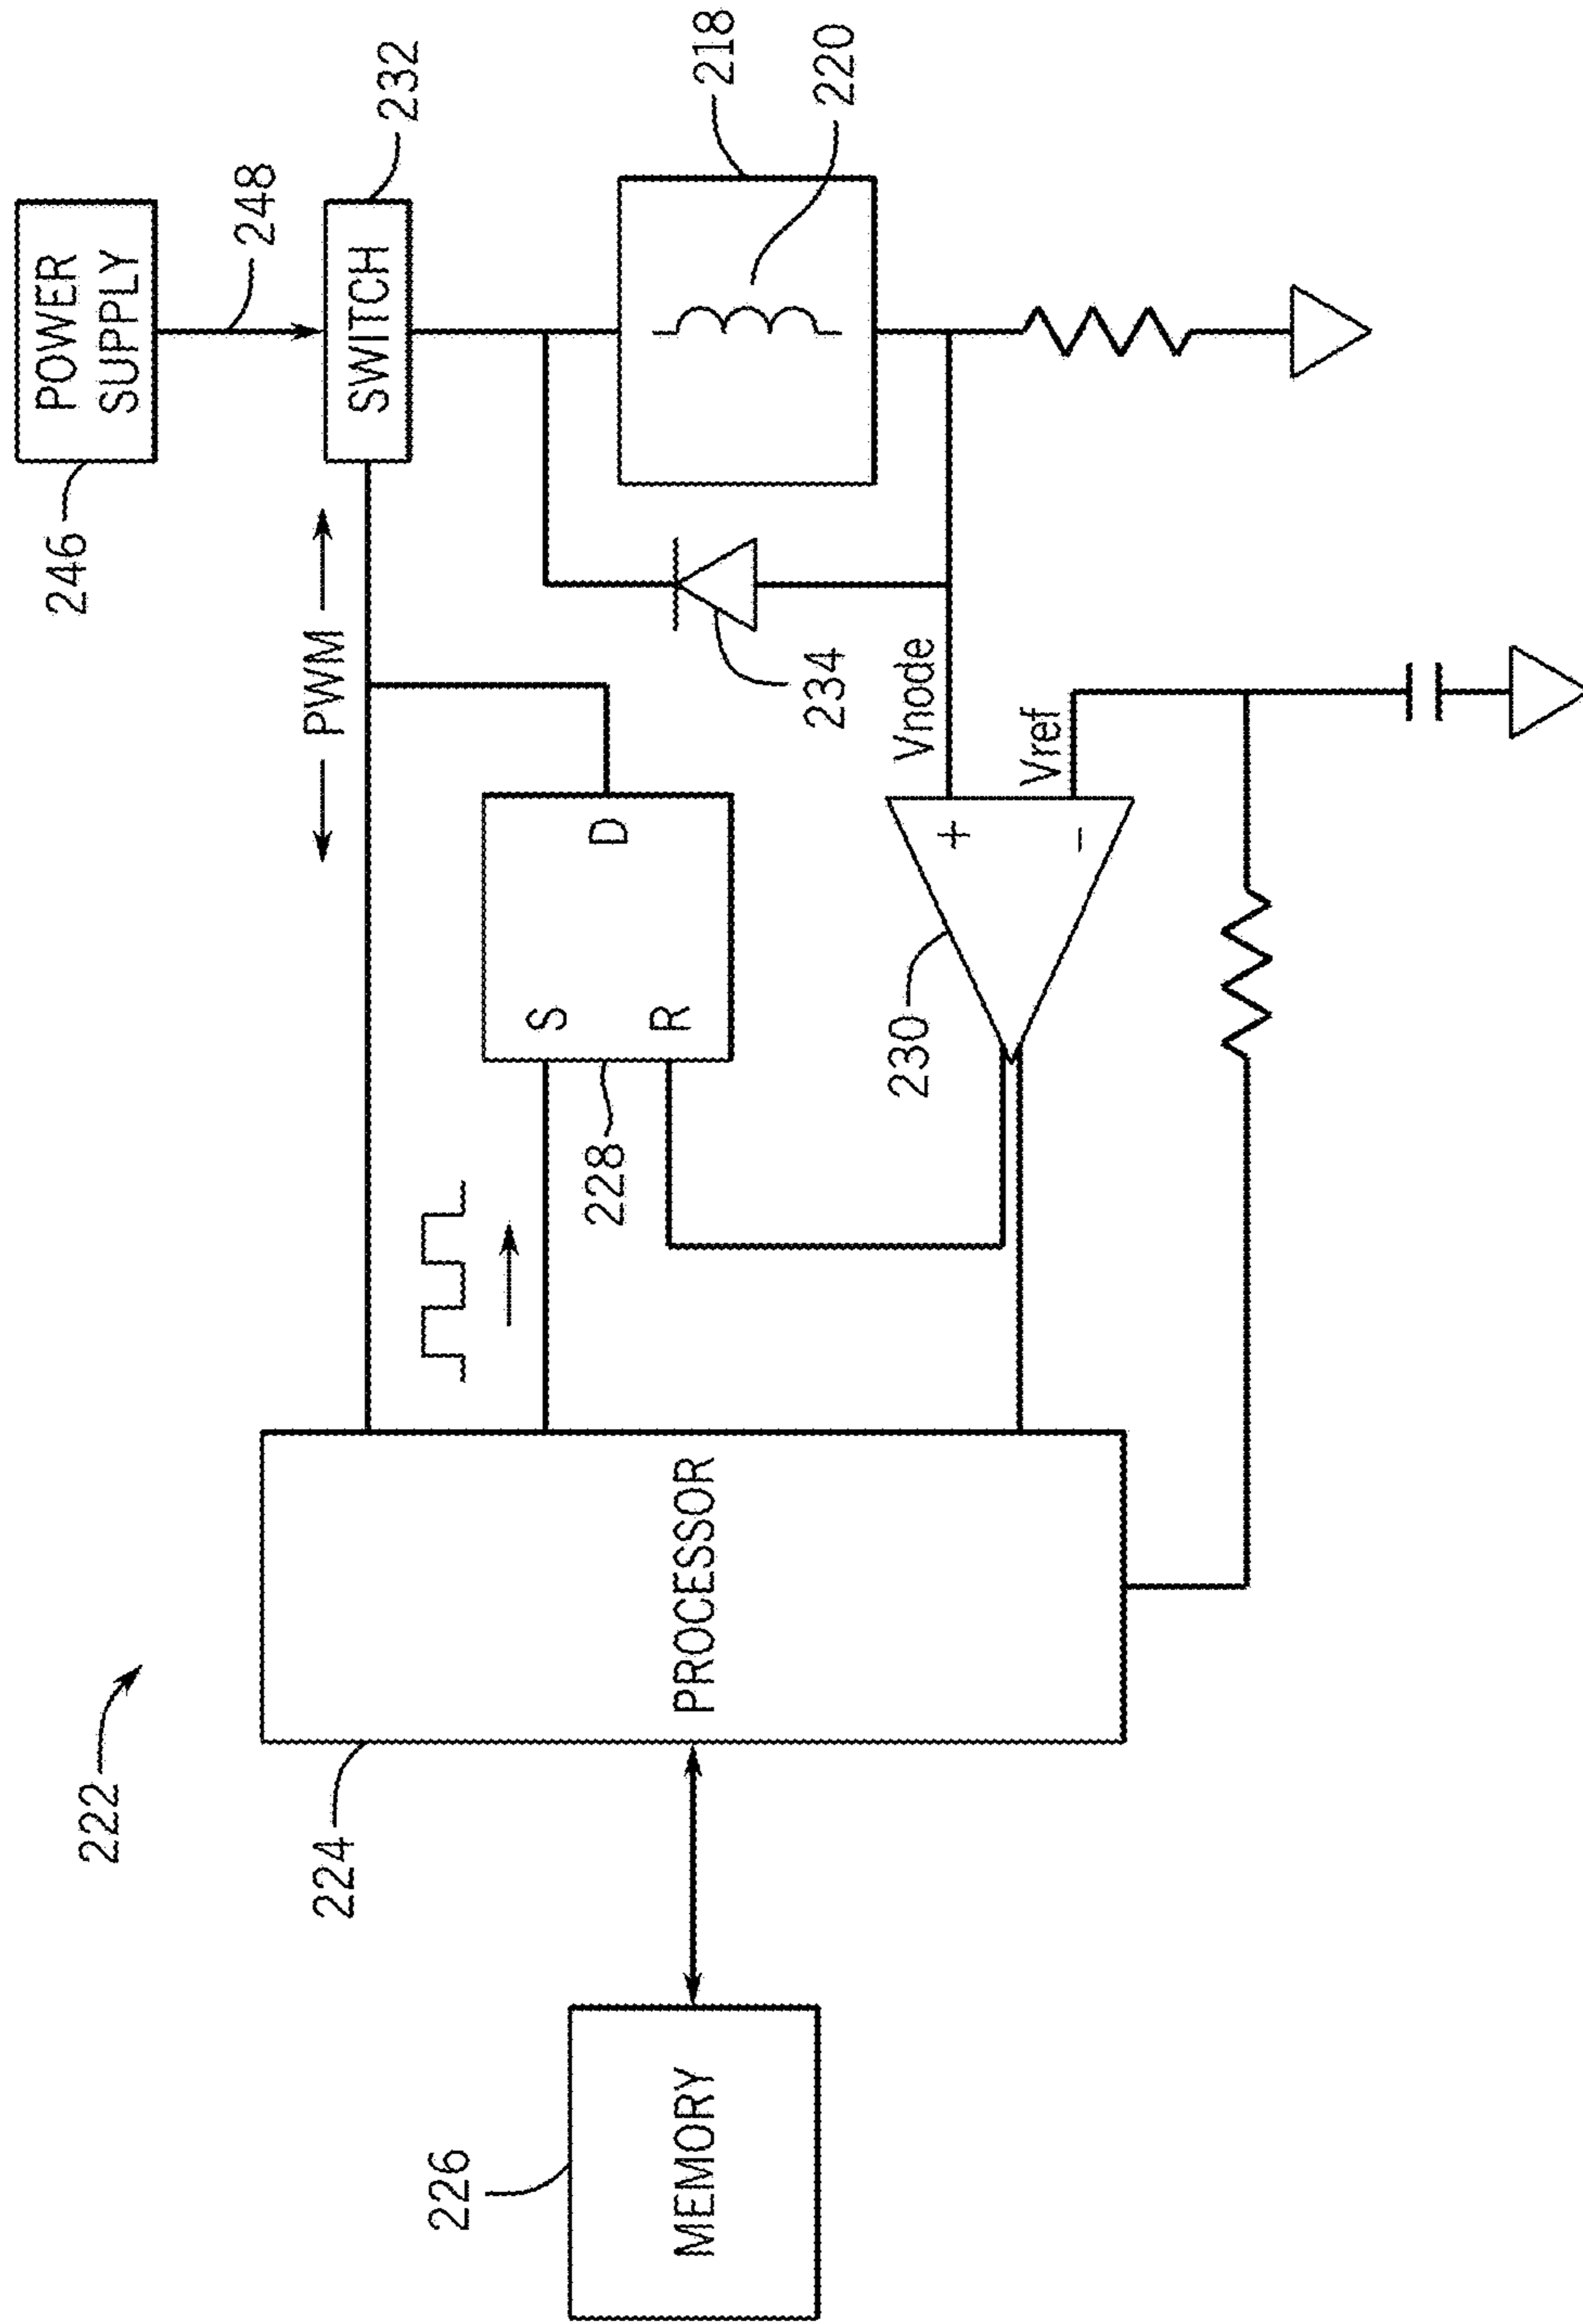 222
224
226
MEMORY
PROCESSOR
PWM
228
S
R
D
230
+
−
Vnode
Vref
234
246
POWER
SUPPLY
248
232
SWITCH
218
220